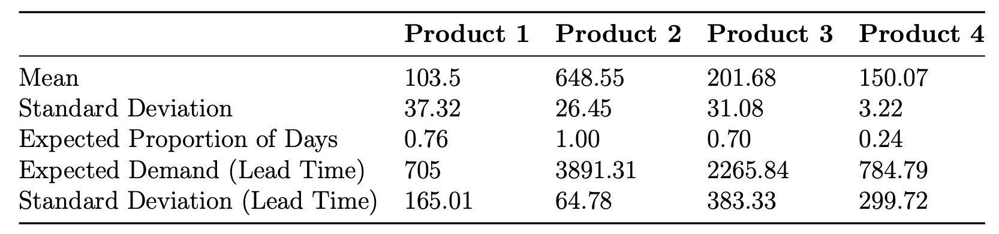 Product 1 Product 2 Product 3 Product 4
Mean 103.5 648.55 201.68 150.07
Standard Deviation 37.32 26.45 31.08 3.22
Expected Proportion of Days 0.76 1.00 0.70 0.24
Expected Demand (Lead Time) 705 3891.31 2265.84 784.79
Standard Deviation (Lead Time) 165.01 64.78 383.33 299.72